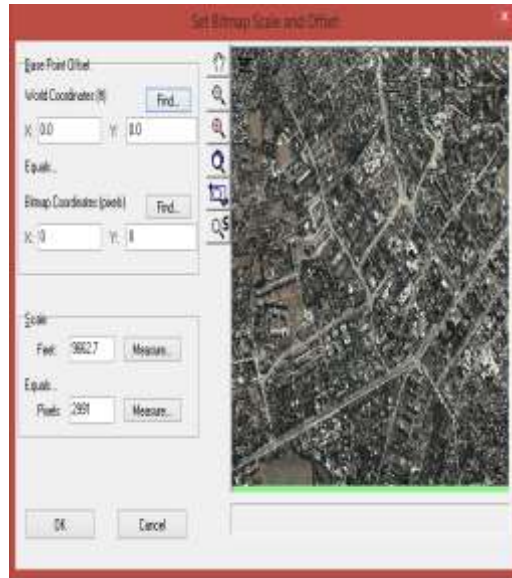 Set Bitmap Scale and Offset
x
Base Point Offset
World Coordinates (ft)
Find...
X: 0.0 Y: 0.0
Equals...
Bitmap Coordinates (pixels)
Find...
X: 0 Y: 0
Scale
Feet: 9662.7 Measure...
Equals...
Pixels: 2991 Measure...
OK Cancel